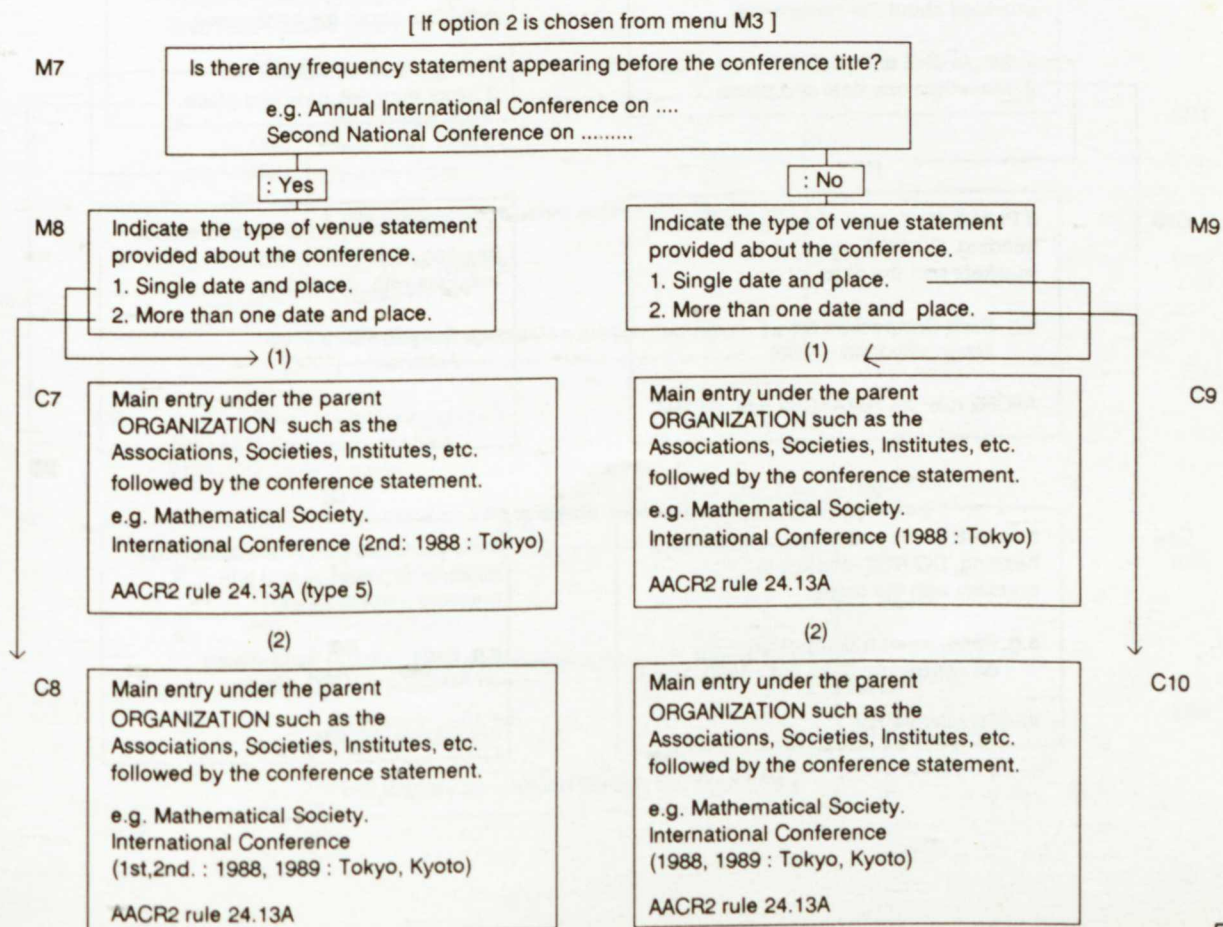 [ If option 2 is chosen from menu M3 ]
M7
Is there any frequency statement appearing before the conference title?
e.g. Annual International Conference on ....
Second National Conference on .........
: Yes
: No
M8
Indicate the type of venue statement
provided about the conference.
1. Single date and place.
2. More than one date and place.
Indicate the type of venue statement
provided about the conference.
1. Single date and place.
2. More than one date and place.
M9
(1)
(1)
C7
Main entry under the parent
ORGANIZATION such as the
Associations, Societies, Institutes, etc.
followed by the conference statement.
e.g. Mathematical Society.
International Conference (2nd: 1988 : Tokyo)
AACR2 rule 24.13A (type 5)
Main entry under the parent
ORGANIZATION such as the
Associations, Societies, Institutes, etc.
followed by the conference statement.
e.g. Mathematical Society.
International Conference (1988 : Tokyo)
AACR2 rule 24.13A
C9
(2)
(2)
C8
Main entry under the parent
ORGANIZATION such as the
Associations, Societies, Institutes, etc.
followed by the conference statement.
e.g. Mathematical Society.
International Conference
(1st,2nd. : 1988, 1989 : Tokyo, Kyoto)
AACR2 rule 24.13A
Main entry under the parent
ORGANIZATION such as the
Associations, Societies, Institutes, etc.
followed by the conference statement.
e.g. Mathematical Society.
International Conference
(1988, 1989 : Tokyo, Kyoto)
AACR2 rule 24.13A
C10